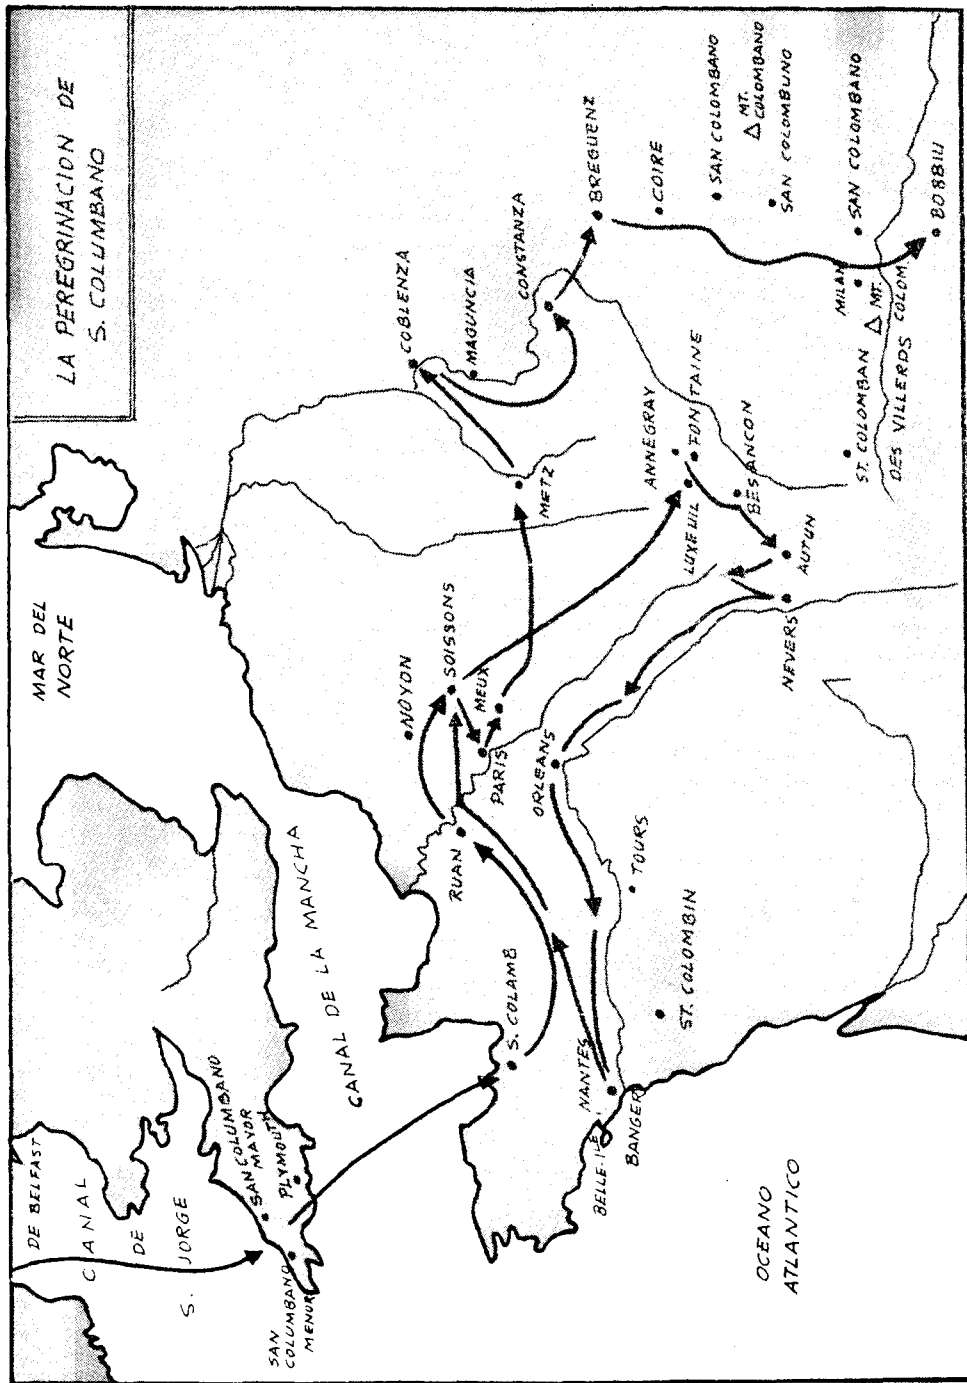 LA PEREGRINACION DE
S. COLUMBANO
MAR DEL
NORTE
DE BELFAST
CANAL
DE
S. JORGE
SAN COLUMBANO
MAYOR
PLYMOUTH
SAN
COLUMBANO
MENOR
CANAL DE LA MANCHA
S. COLAMB
RUAN
NOYON
SOISSONS
MEUX
PARIS
METZ
COBLENZA
MAGUNCIA
CONSTANZA
BREGUENZ
COIRE
SAN COLOMBANO
MT.
COLOMBANO
SAN COLOMBUNO
SAN COLOMBANO
BOBBIU
MILAN
MT.
COLOM.
ST. COLOMBAN
DES VILLERDS
ANNEGRAY
FONTAINE
LUXEUIL
BESANCON
AUTUN
NEVERS
ORLEANS
TOURS
ST. COLOMBIN
NANTES
BELLE-ILE
BANGER
OCEANO
ATLANTICO